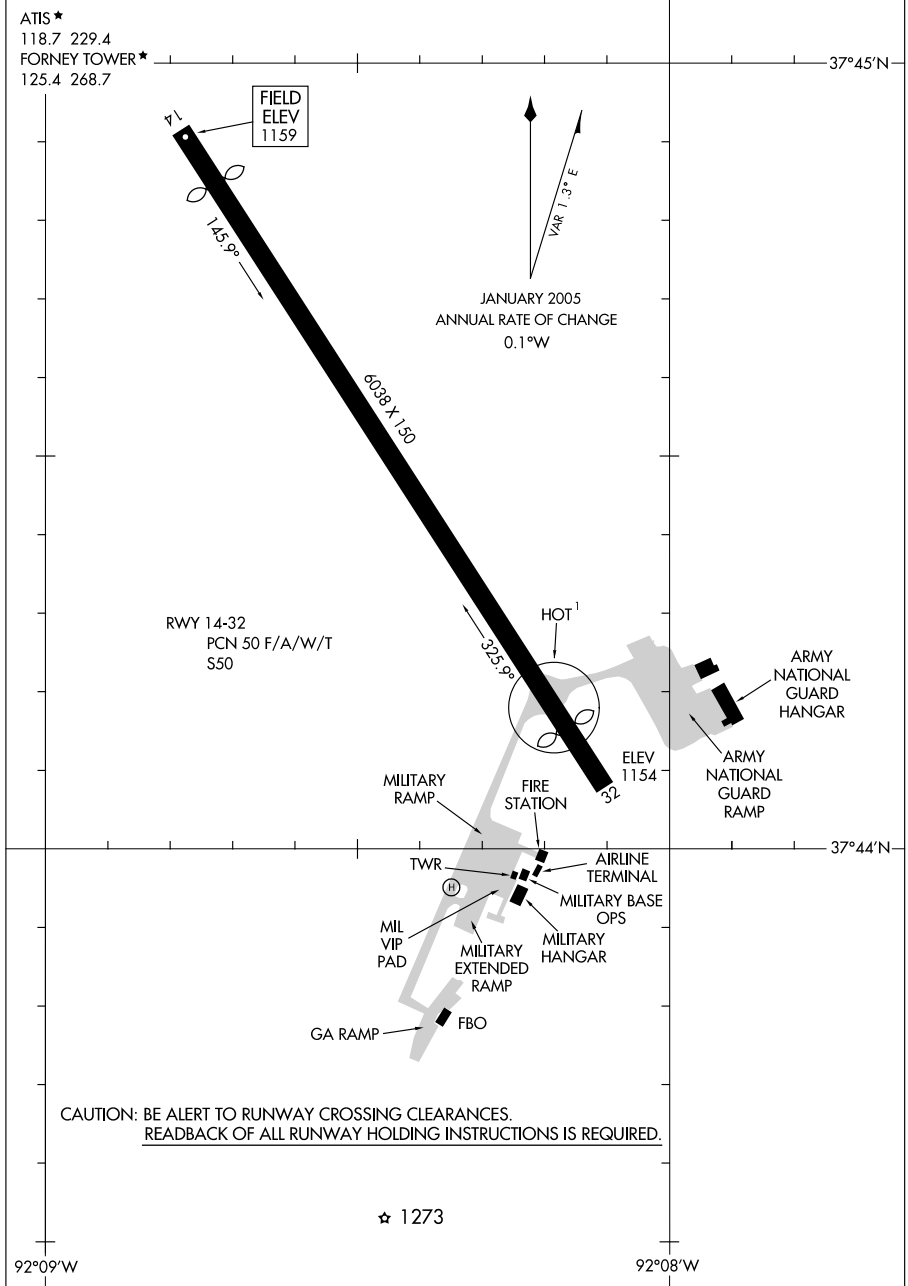 ATIS★
118.7 229.4
FORNEY TOWER★
125.4 268.7
37°45'N
14
FIELD
ELEV
1159
145.9°
VAR 1.3° E
JANUARY 2005
ANNUAL RATE OF CHANGE
0.1°W
6038 X 150
RWY 14-32
PCN 50 F/A/W/T
S50
HOT 1
325.9°
ARMY
NATIONAL
GUARD
HANGAR
ELEV
1154
32
ARMY
NATIONAL
GUARD
RAMP
MILITARY
RAMP
FIRE
STATION
37°44'N
TWR
AIRLINE
TERMINAL
H
MILITARY BASE
OPS
MIL
VIP
PAD
MILITARY
HANGAR
MILITARY
EXTENDED
RAMP
GA RAMP
FBO
CAUTION: BE ALERT TO RUNWAY CROSSING CLEARANCES.
READBACK OF ALL RUNWAY HOLDING INSTRUCTIONS IS REQUIRED.
1273
92°09'W
92°08'W